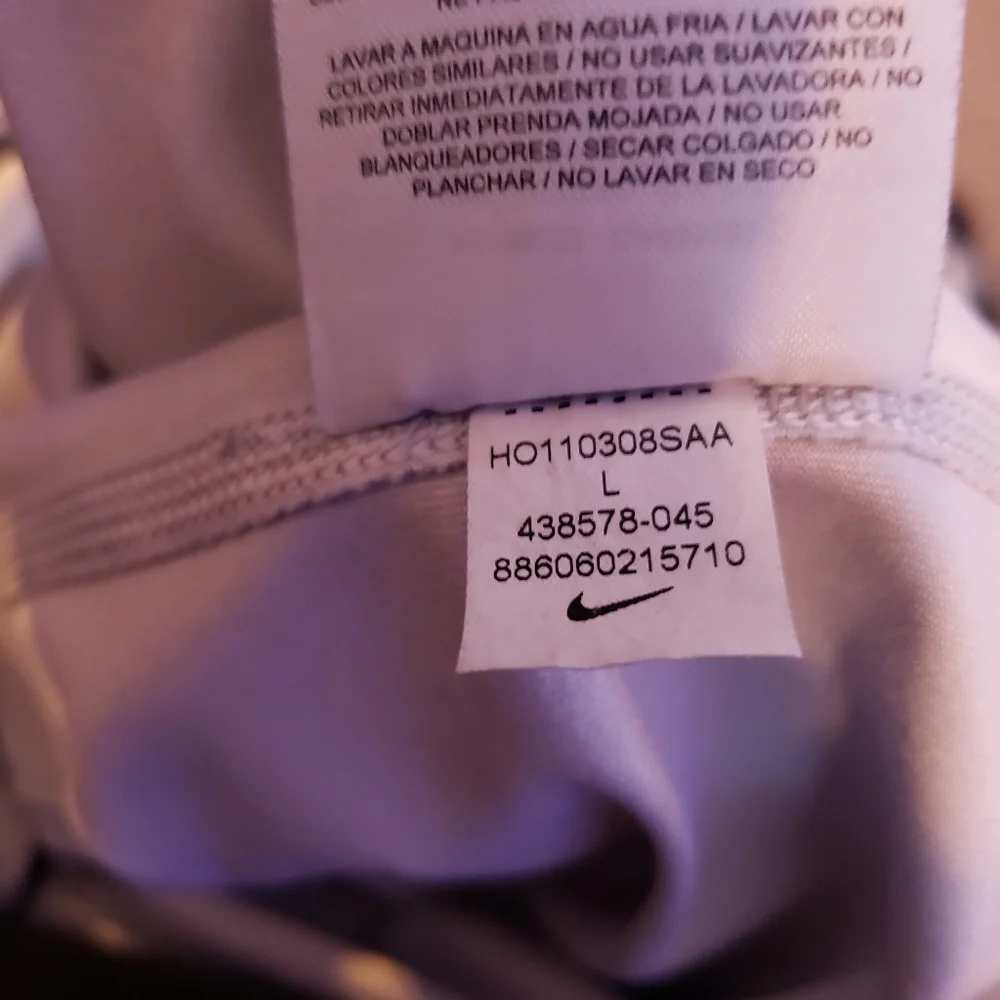 LAVAR A MAQUINA EN AGUA FRIA / LAVAR CON
COLORES SIMILARES / NO USAR SUAVIZANTES /
RETIRAR INMEDIATAMENTE DE LA LAVADORA / NO
DOBLAR PRENDA MOJADA / NO USAR
BLANQUEADORES / SECAR COLGADO / NO
PLANCHAR / NO LAVAR EN SECO
HO110308SAA
L
438578-045
886060215710